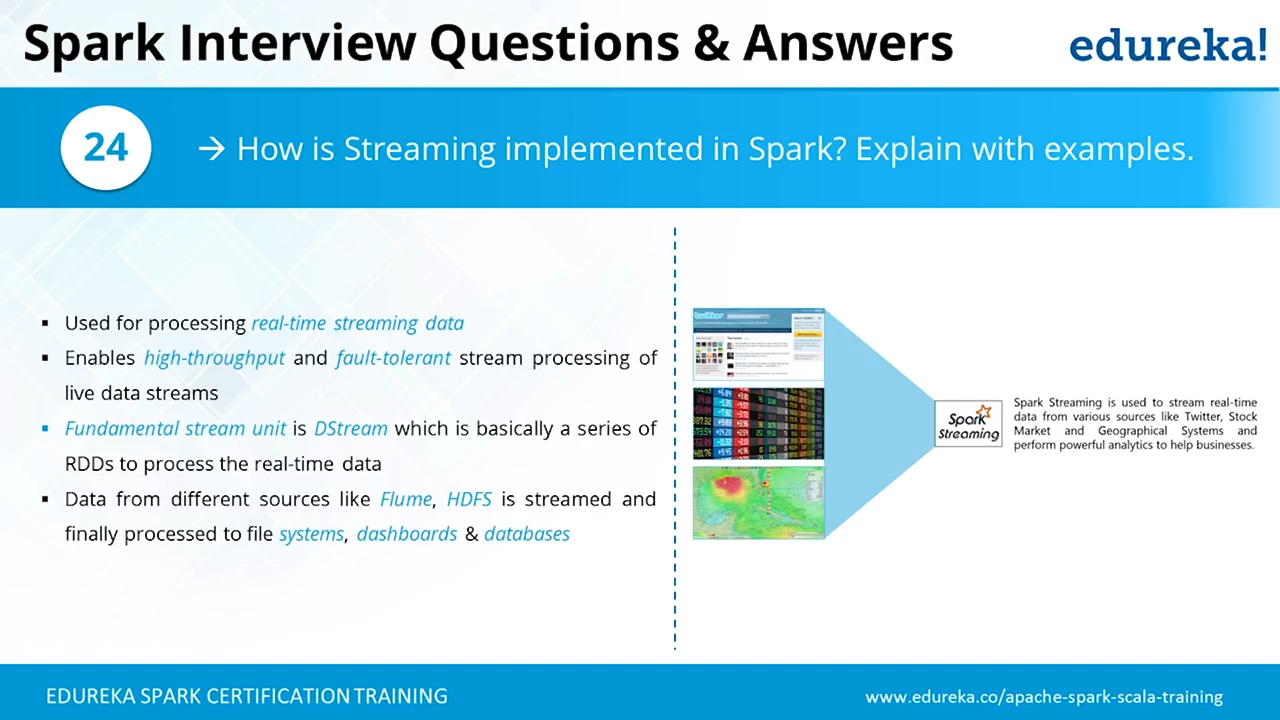 Spark Interview Questions & Answers
edureka!
24
→ How is Streaming implemented in Spark? Explain with examples.
▪ Used for processing real-time streaming data
▪ Enables high-throughput and fault-tolerant stream processing of
live data streams
▪ Fundamental stream unit is DStream which is basically a series of
RDDs to process the real-time data
▪ Data from different sources like Flume, HDFS is streamed and
finally processed to file systems, dashboards & databases
twitter
Spark
Streaming
Spark Streaming is used to stream real-time
data from various sources like Twitter, Stock
Market and Geographical Systems and
perform powerful analytics to help businesses.
EDUREKA SPARK CERTIFICATION TRAINING
www.edureka.co/apache-spark-scala-training